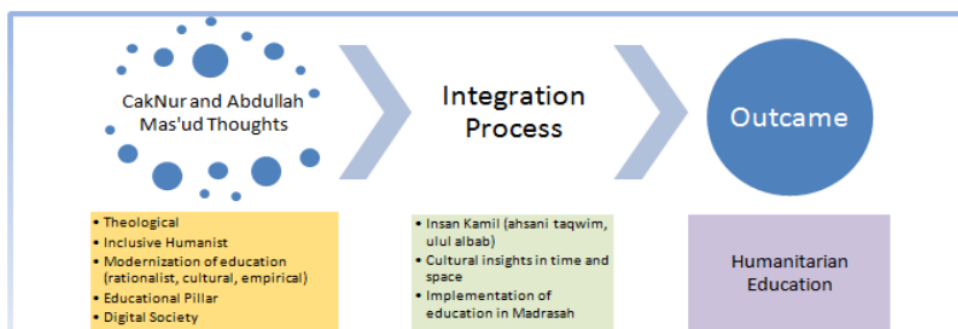 CakNur and Abdullah
Mas'ud Thoughts
Integration
Process
Outcame
• Theological
• Inclusive Humanist
• Modernization of education
(rationalist, cultural, empirical)
• Educational Pillar
• Digital Society
• Insan Kamil (ahsani taqwim,
ulul albab)
• Cultural insights in time and
space
• Implementation of
education in Madrasah
Humanitarian
Education